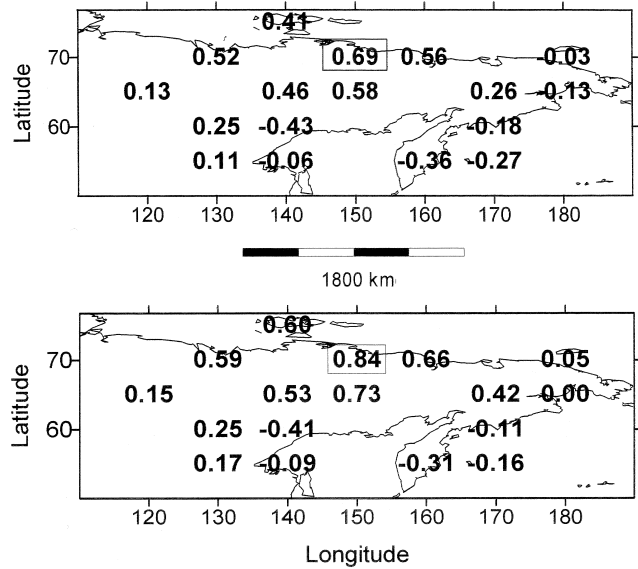 0.41
70 0.52 0.69 0.56 -0.03
0.13 0.46 0.58 0.26 -0.13
60 0.25 -0.43 -0.18
0.11 -0.06 -0.36 -0.27
Latitude
120 130 140 150 160 170 180
1800 km
0.60
70 0.59 0.84 0.66 0.05
0.15 0.53 0.73 0.42 0.00
60 0.25 -0.41 -0.11
0.17 -0.09 -0.31 -0.16
Latitude
120 130 140 150 160 170 180
Longitude